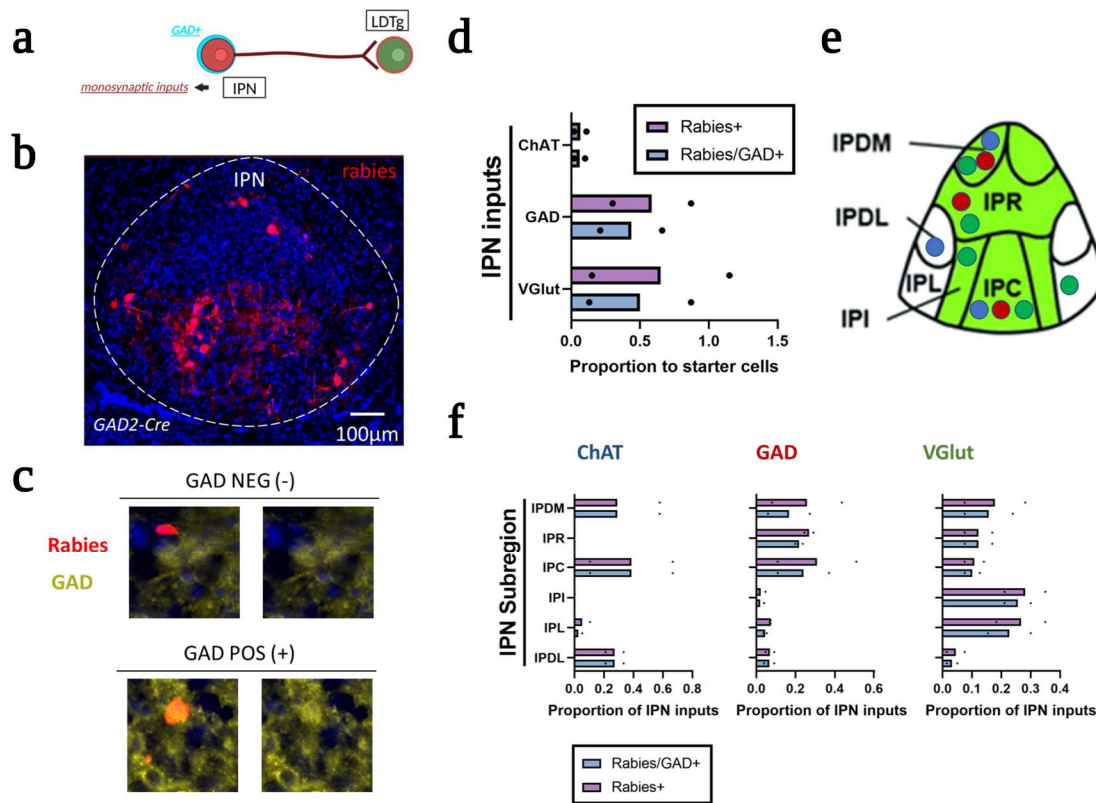 a
GAD+
LDTg
monosynaptic inputs
IPN
b
IPN
rabies
GAD2-Cre
100µm
c
GAD NEG (-)
Rabies
GAD
GAD POS (+)
d
Rabies+
Rabies/GAD+
IPN inputs
ChAT
GAD
VGlut
0.0 0.5 1.0 1.5
Proportion to starter cells
e
IPDM
IPDL
IPR
IPL
IPC
IPI
f
ChAT GAD VGlut
IPN Subregion
IPDM
IPR
IPC
IPI
IPL
IPDL
0.0 0.2 0.4 0.6 0.8 1.0
Proportion of IPN inputs
0.0 0.2 0.4 0.6 0.8
Proportion of IPN inputs
0.0 0.1 0.2 0.3 0.4
Proportion of IPN inputs
Rabies/GAD+
Rabies+